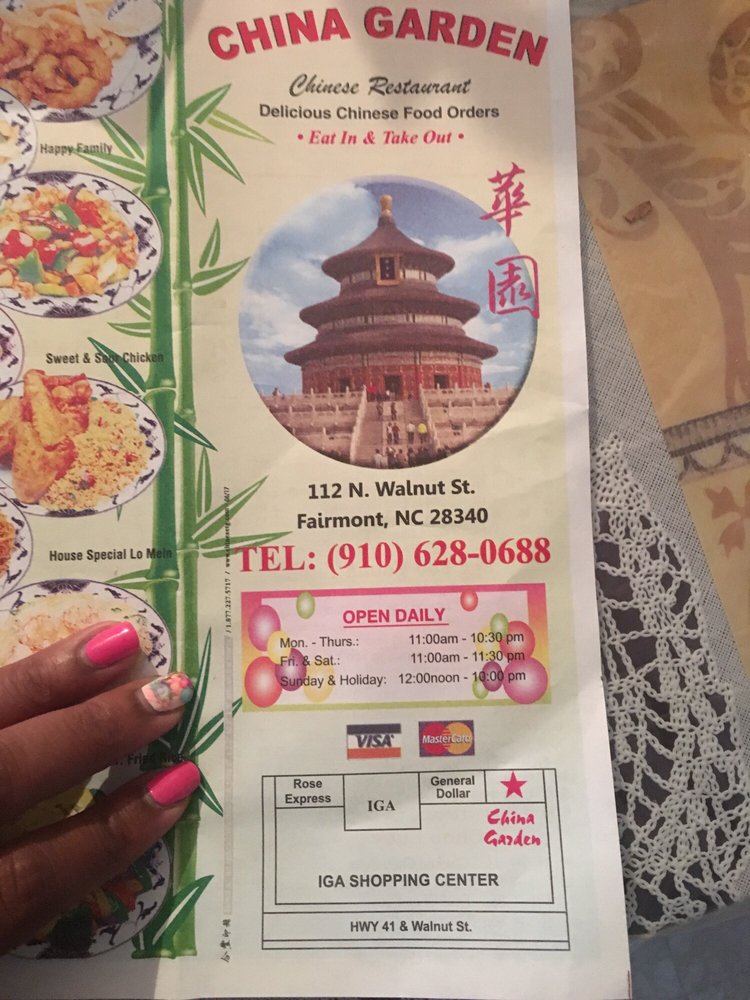 CHINA GARDEN
Chinese Restaurant
Delicious Chinese Food Orders
• Eat In & Take Out •
華
園
Happy Family
Sweet & Sour Chicken
House Special Lo Mein
Fried Rice
112 N. Walnut St.
Fairmont, NC 28340
TEL: (910) 628-0688
OPEN DAILY
Mon. - Thurs.: 11:00am - 10:30 pm
Fri. & Sat.: 11:00am - 11:30 pm
Sunday & Holiday: 12:00noon - 10:00 pm
VISA
MasterCard
Rose Express
IGA
General Dollar
China Garden
IGA SHOPPING CENTER
HWY 41 & Walnut St.